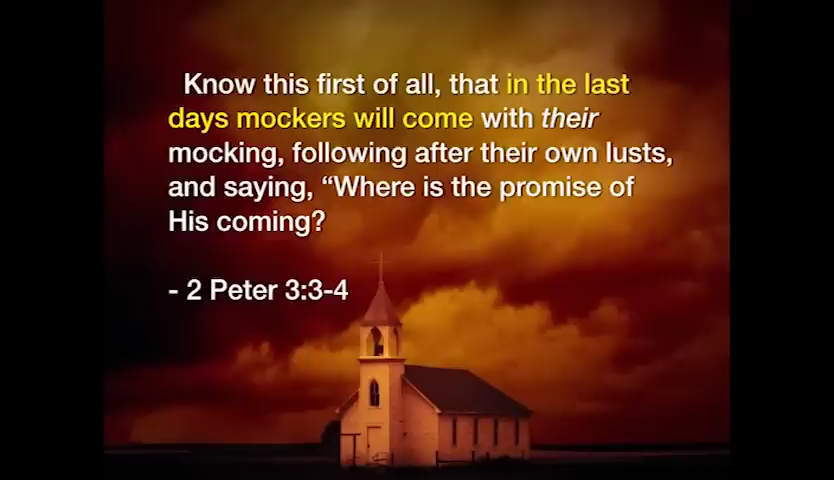 Know this first of all, that in the last
days mockers will come with their
mocking, following after their own lusts,
and saying, “Where is the promise of
His coming?
- 2 Peter 3:3-4